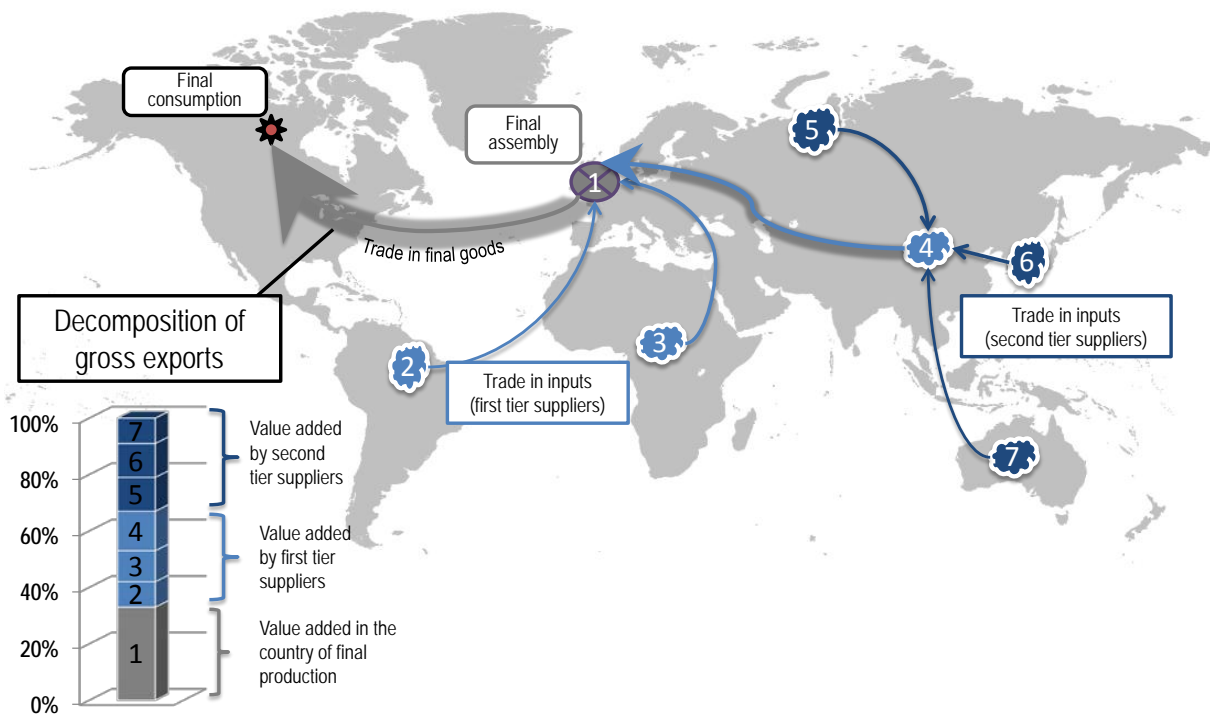 Final
consumption
Final
assembly
5
1
4
6
Trade in final goods
Decomposition of
gross exports
2
3
Trade in inputs
(first tier suppliers)
Trade in inputs
(second tier suppliers)
7
100%
80%
60%
40%
20%
0%
7
6
5
4
3
2
1
Value added
by second
tier suppliers
Value added
by first tier
suppliers
Value added in the
country of final
production